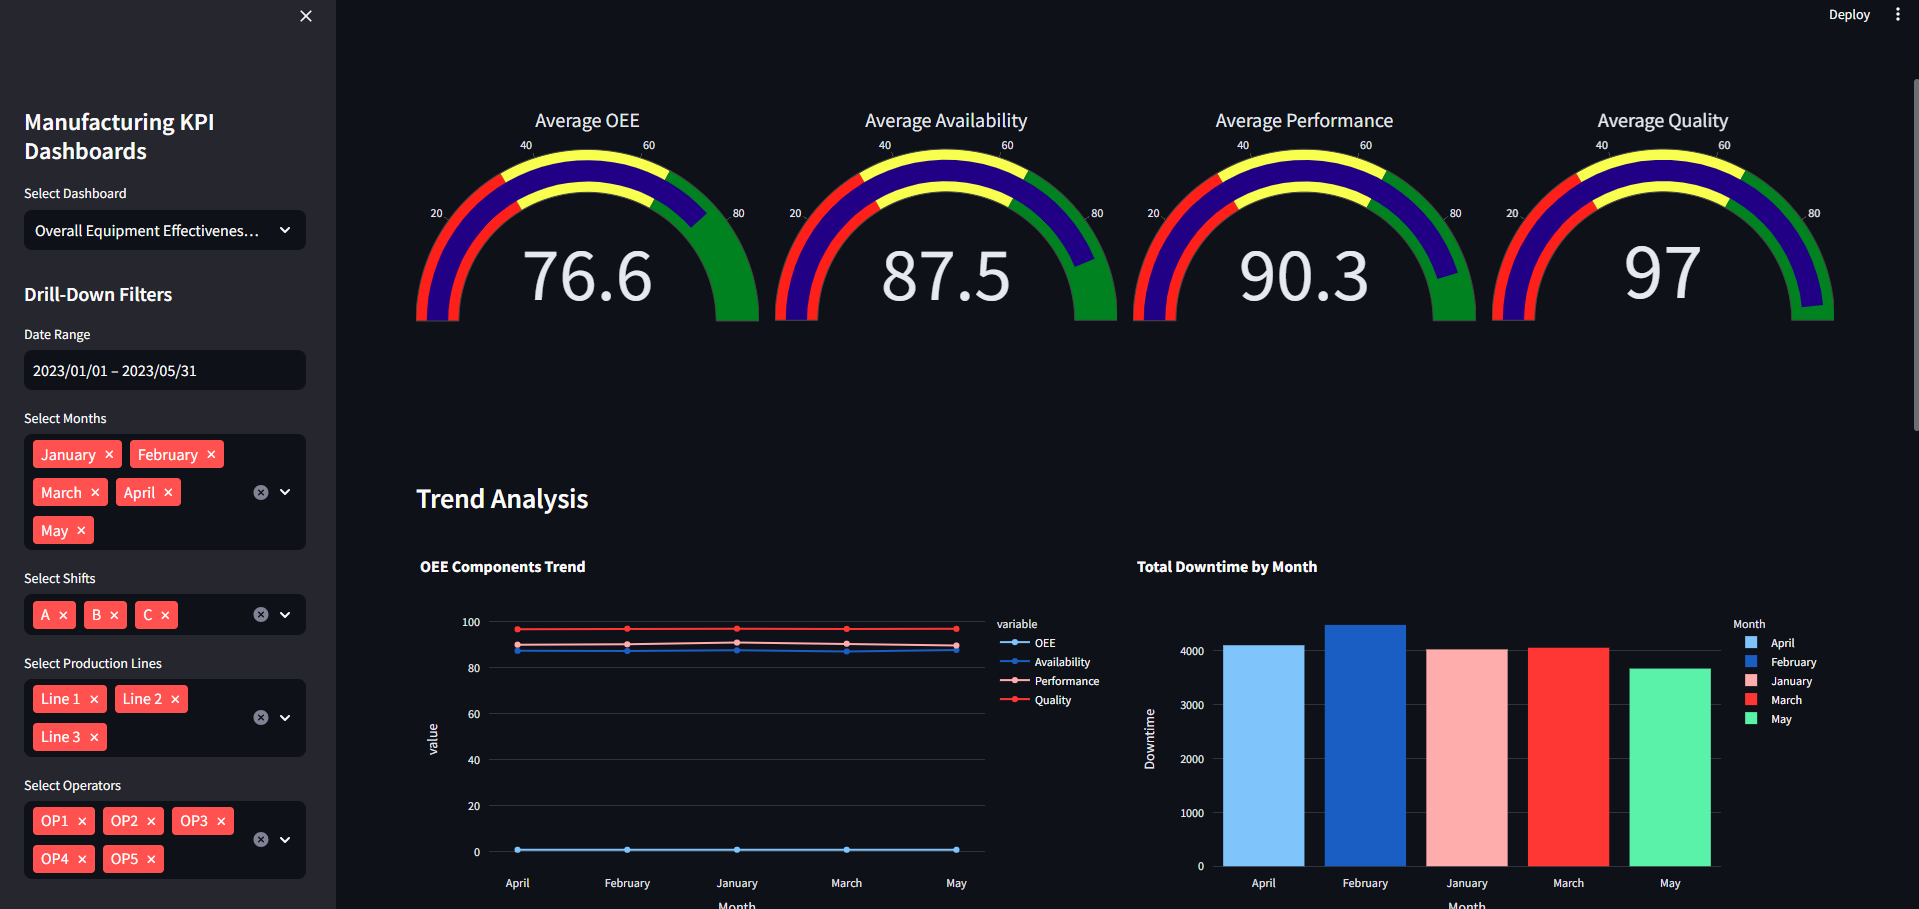 Deploy
Manufacturing KPI
Dashboards
Select Dashboard
Overall Equipment Effectivenes...
Drill-Down Filters
Date Range
2023/01/01 – 2023/05/31
Select Months
January
February
March
April
May
Select Shifts
A
B
C
Select Production Lines
Line 1
Line 2
Line 3
Select Operators
OP1
OP2
OP3
OP4
OP5
Average OEE
20
40
60
80
76.6
Average Availability
20
40
60
80
87.5
Average Performance
20
40
60
80
90.3
Average Quality
20
40
60
80
97
Trend Analysis
OEE Components Trend
100
80
60
40
20
0
value
April
February
January
March
May
Month
variable
OEE
Availability
Performance
Quality
Total Downtime by Month
4000
3000
2000
1000
0
Downtime
April
February
January
March
May
Month
Month
April
February
January
March
May